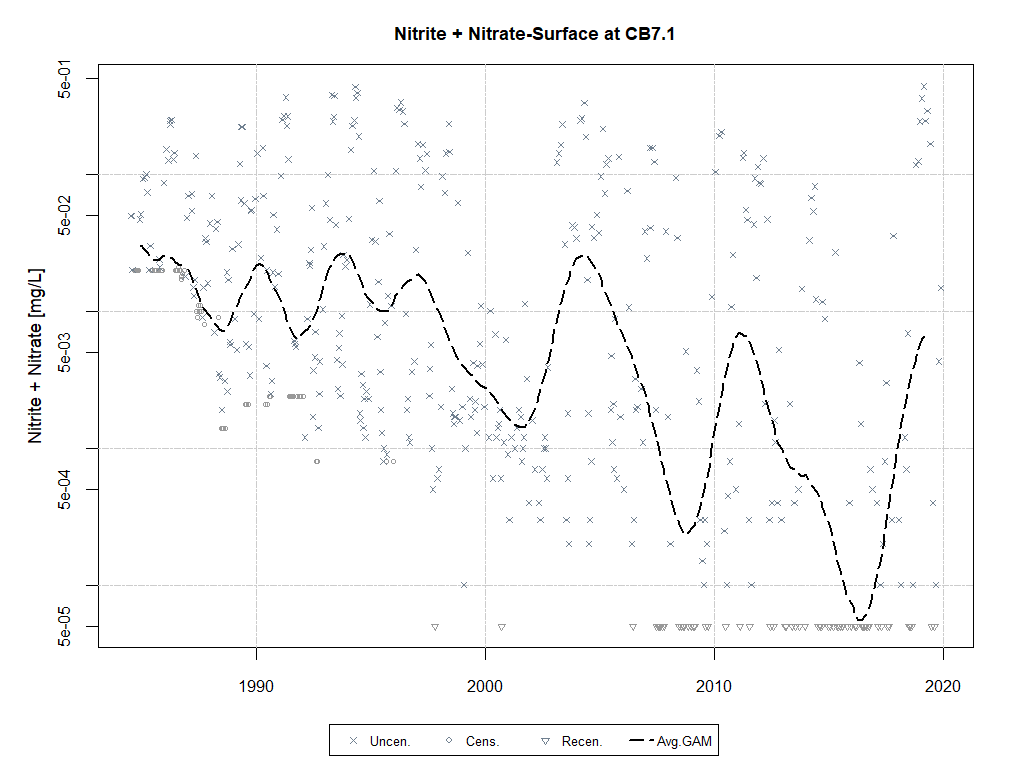 Nitrite + Nitrate-Surface at CB7.1
Nitrite + Nitrate [mg/L]
5e-01
5e-02
5e-03
5e-04
5e-05
1990 2000 2010 2020
Uncen. Cens. Recen. Avg.GAM